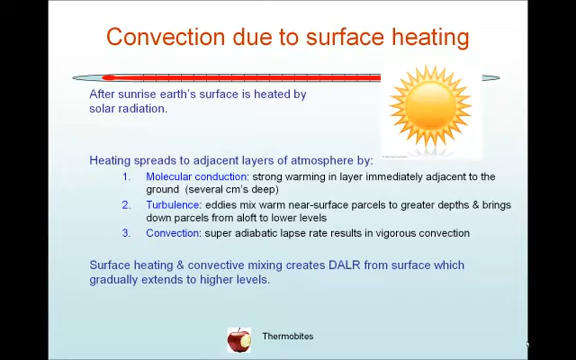 Convection due to surface heating
After sunrise earth's surface is heated by
solar radiation.
Heating spreads to adjacent layers of atmosphere by:
1. Molecular conduction: strong warming in layer immediately adjacent to the
ground (several cm's deep)
2. Turbulence: eddies mix warm near-surface parcels to greater depths & brings
down parcels from aloft to lower levels
3. Convection: super adiabatic lapse rate results in vigorous convection
Surface heating & convective mixing creates DALR from surface which
gradually extends to higher levels.
Thermobites